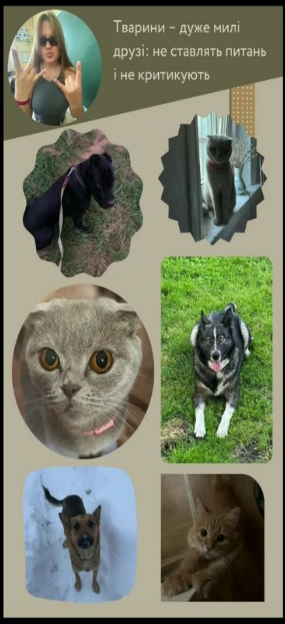 Тварини – дуже милі
друзі: не ставлять питань
і не критикують